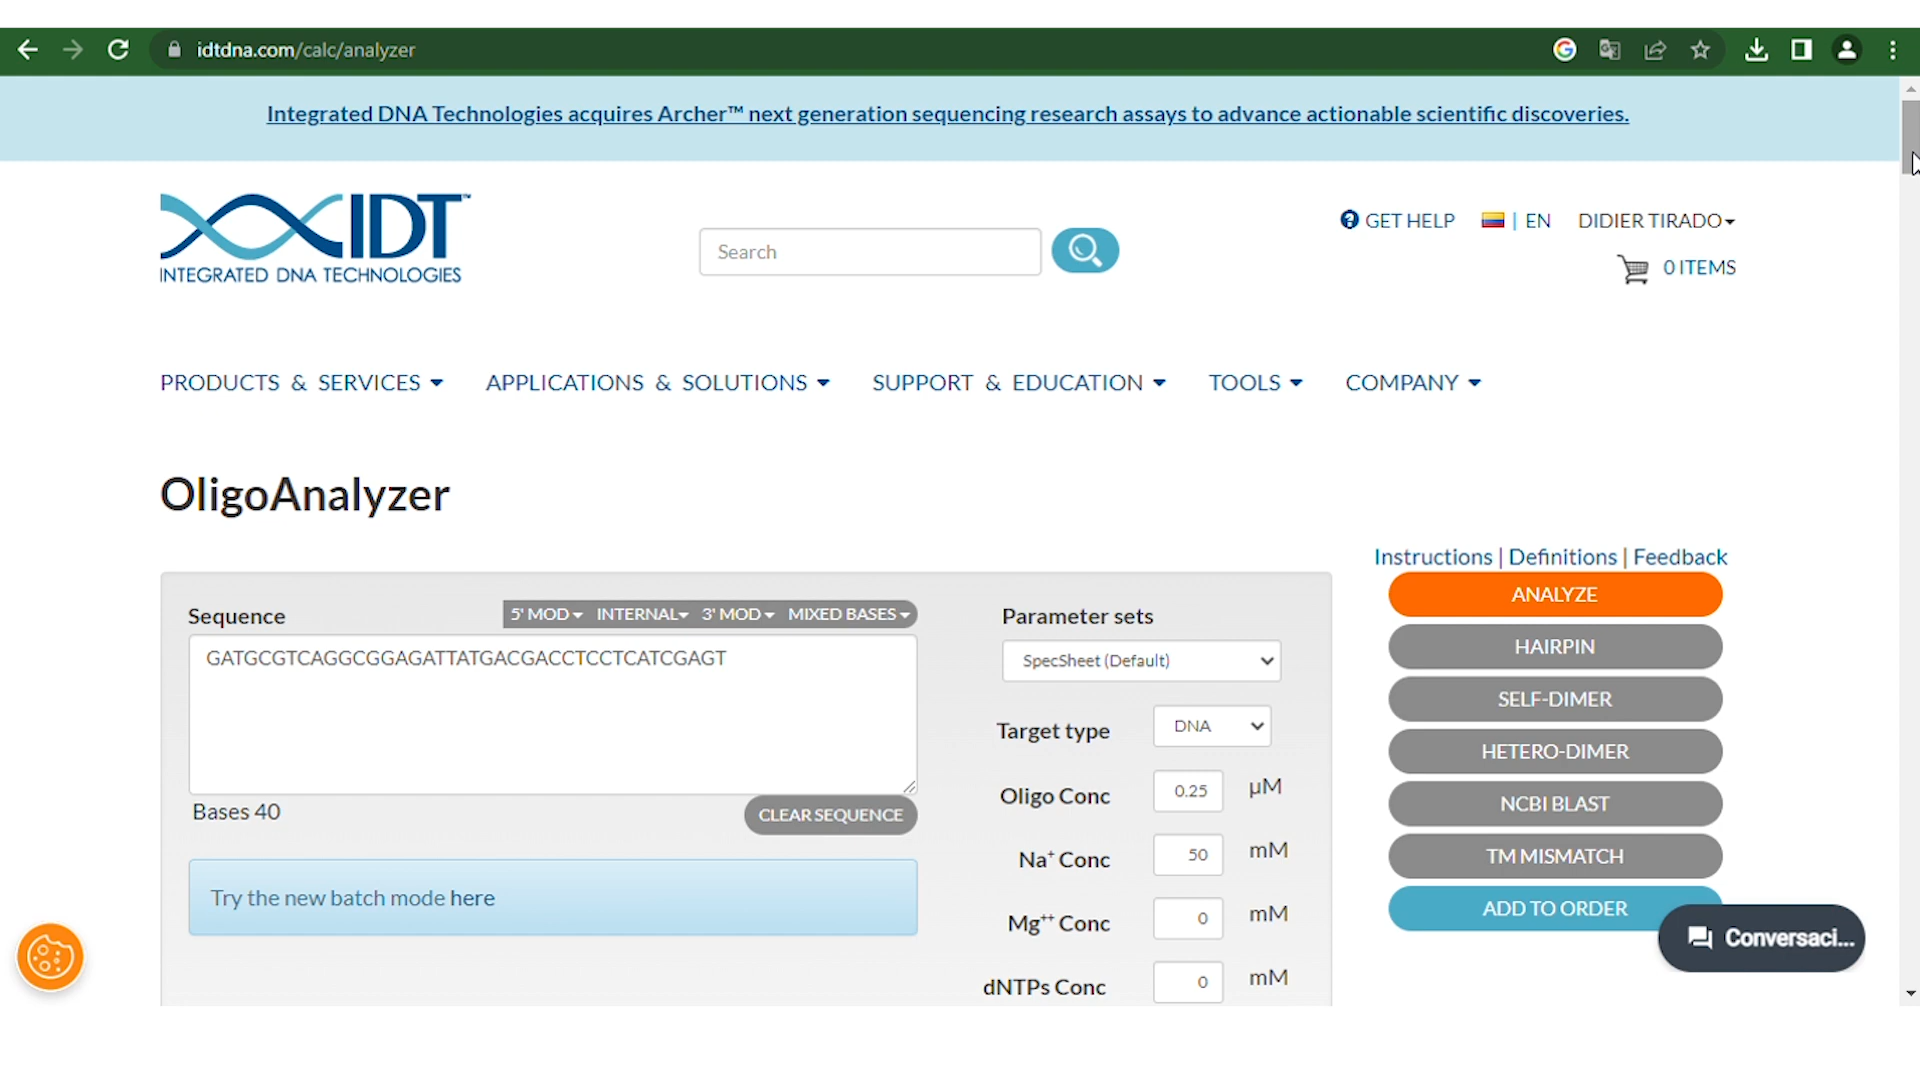 idtdna.com/calc/analyzer
Integrated DNA Technologies acquires Archer™ next generation sequencing research assays to advance actionable scientific discoveries.
IDT™
INTEGRATED DNA TECHNOLOGIES
Search
GET HELP | EN DIDIER TIRADO
0 ITEMS
PRODUCTS & SERVICES APPLICATIONS & SOLUTIONS SUPPORT & EDUCATION TOOLS COMPANY
OligoAnalyzer
Instructions | Definitions | Feedback
Sequence 5' MOD INTERNAL 3' MOD MIXED BASES
GATGCGTCAGGCGGAGATTATGACGACCTCCTCATCGAGT
Bases 40
CLEAR SEQUENCE
Try the new batch mode here
Parameter sets
SpecSheet (Default)
Target type DNA
Oligo Conc 0.25 µM
Na⁺ Conc 50 mM
Mg⁺⁺ Conc 0 mM
dNTPs Conc 0 mM
ANALYZE
HAIRPIN
SELF-DIMER
HETERO-DIMER
NCBI BLAST
TM MISMATCH
ADD TO ORDER
Conversaci...